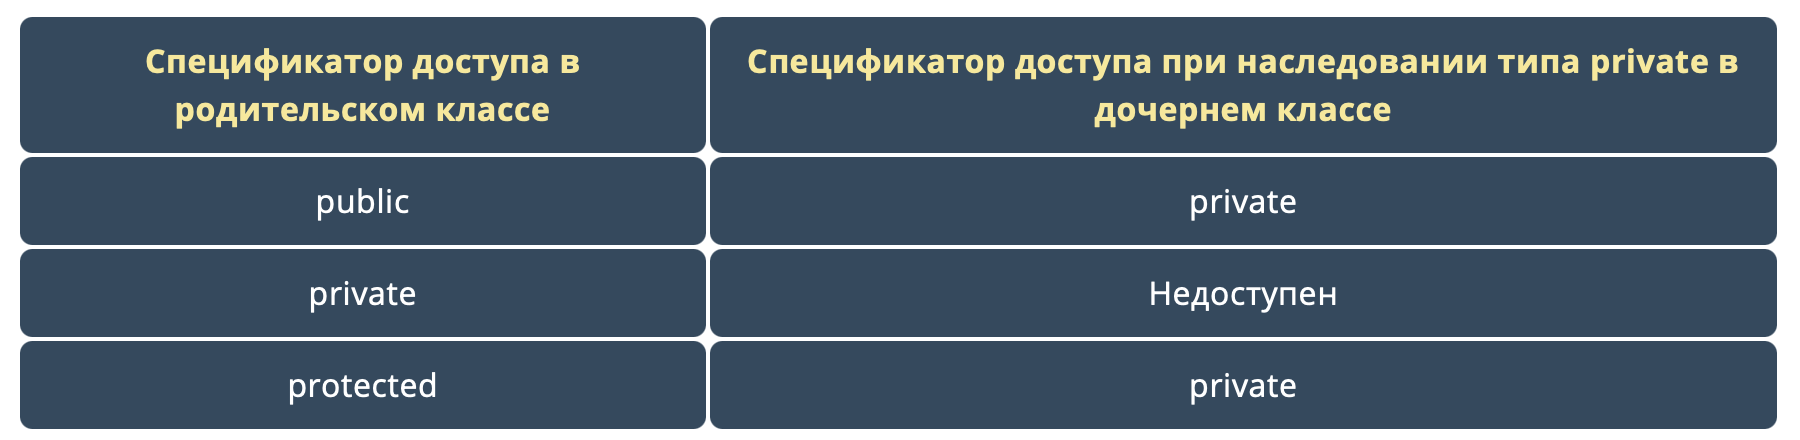 Спецификатор доступа в
родительском классе
Спецификатор доступа при наследовании типа private в
дочернем классе
public
private
private
Недоступен
protected
private